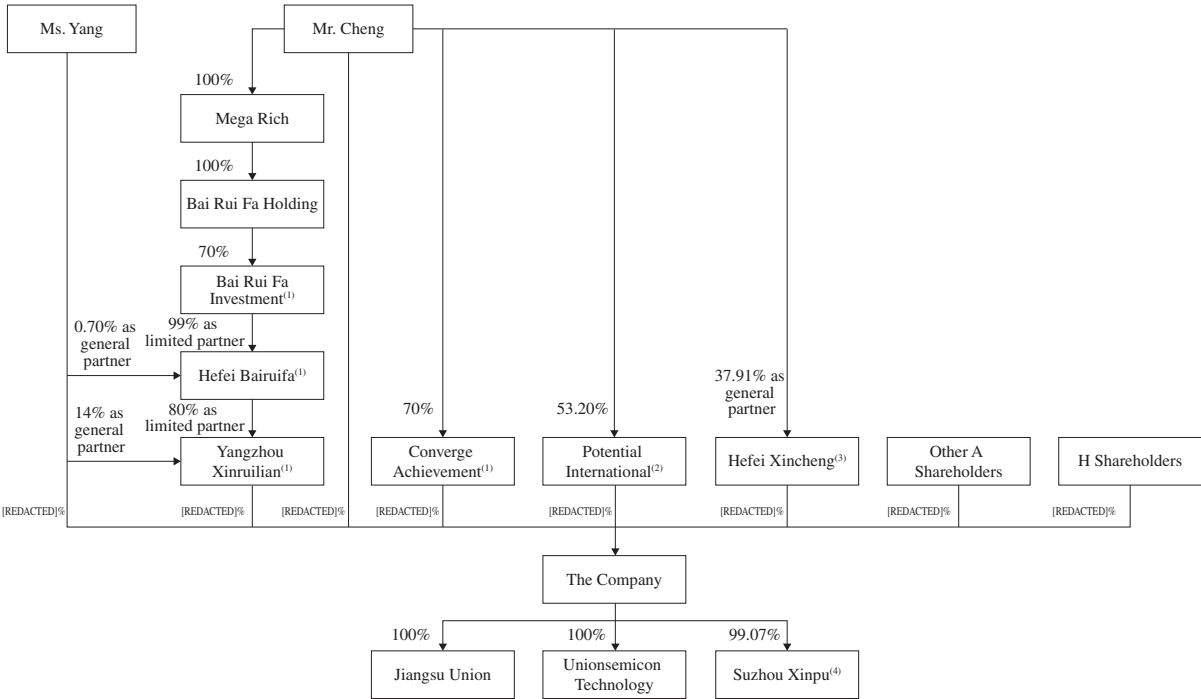 Ms. Yang
Mr. Cheng
100%
Mega Rich
100%
Bai Rui Fa Holding
70%
Bai Rui Fa
Investment(1)
0.70% as
general
partner
99% as
limited partner
Hefei Bairuifa(1)
14% as
general
partner
80% as
limited partner
70%
53.20%
37.91% as
general
partner
Yangzhou
Xinruilian(1)
Converge
Achievement(1)
Potential
International(2)
Hefei Xincheng(3)
Other A
Shareholders
H Shareholders
[REDACTED]%
[REDACTED]%
[REDACTED]%
[REDACTED]%
[REDACTED]%
[REDACTED]%
[REDACTED]%
[REDACTED]%
The Company
100%
100%
99.07%
Jiangsu Union
Unionsemicon
Technology
Suzhou Xinpu(4)